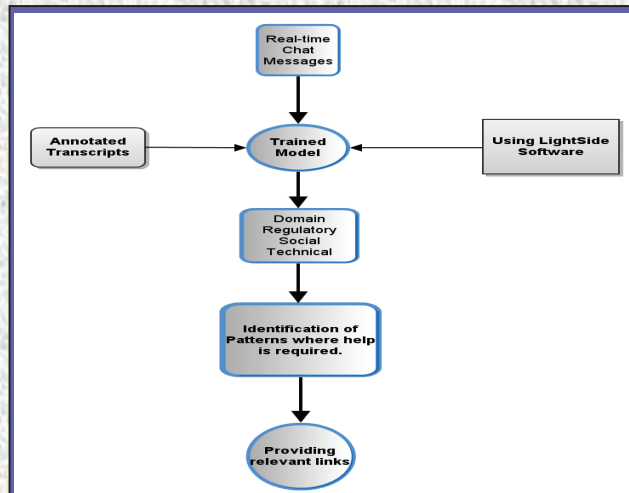 Real-time
Chat
Messages
Annotated
Transcripts
Trained
Model
Using LightSide
Software
Domain
Regulatory
Social
Technical
Identification of
Patterns where help
is required.
Providing
relevant links